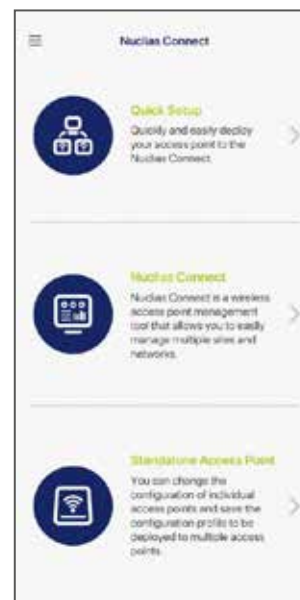 Nuclias Connect
Quick Setup
Quickly and easily deploy
your access point to the
Nuclias Connect.
Nuclias Connect
Nuclias Connect is a wireless
access point management
tool that allows you to easily
manage multiple sites and
networks.
Standalone Access Point
You can change the
configuration of individual
access points and save the
configuration profile to be
deployed to multiple access
points.